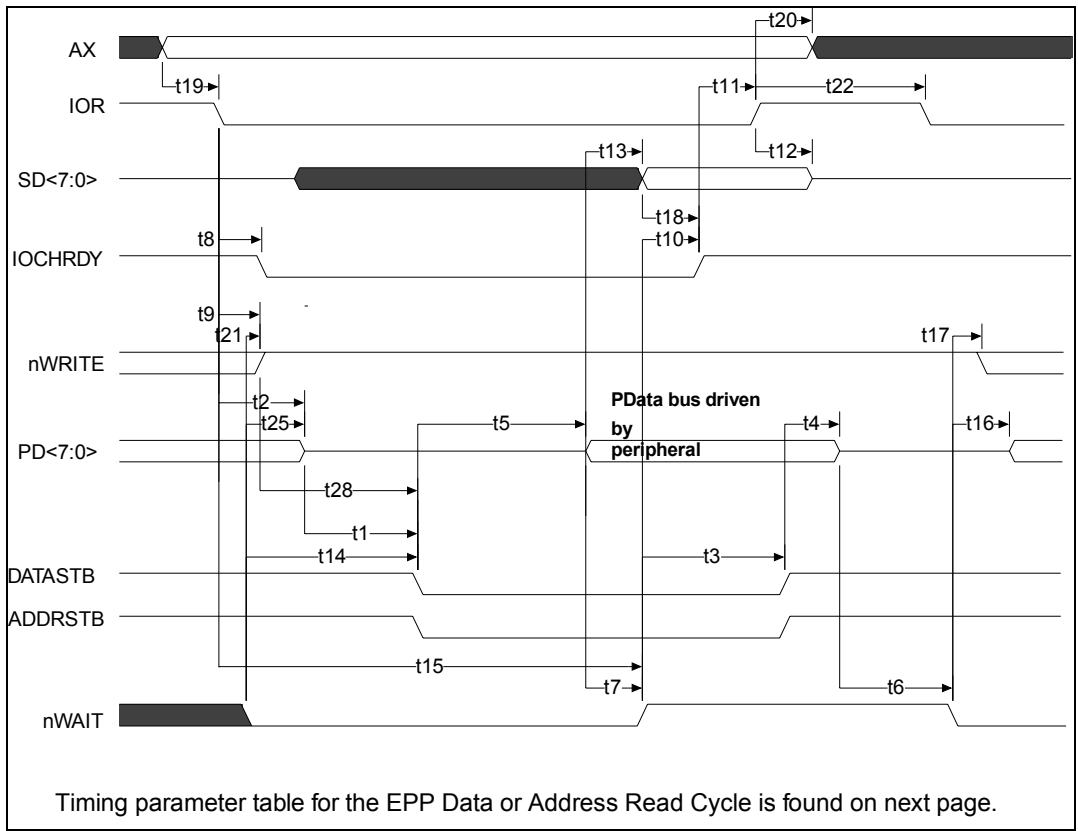 t20
AX
t19
t11
t22
IOR
t13
t12
SD<7:0>
t18
t8
t10
IOCHRDY
t9
t21
t17
nWRITE
t2
PData bus driven
t25
t5
by
t4
t16
PD<7:0>
peripheral
t28
t1
t14
t3
DATASTB
ADDRSTB
t15
t7
t6
nWAIT
Timing parameter table for the EPP Data or Address Read Cycle is found on next page.